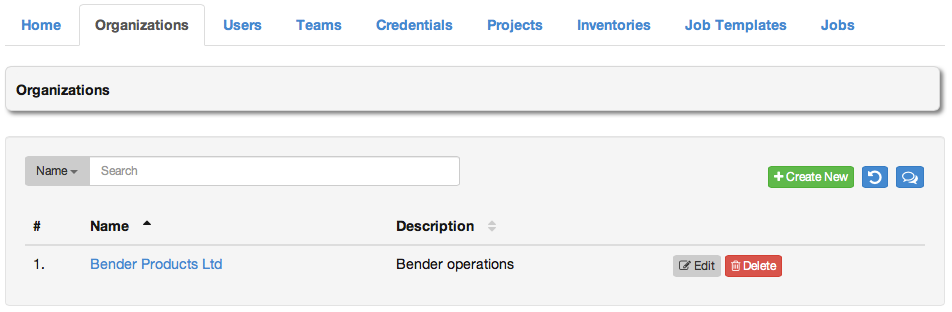 Home Organizations Users Teams Credentials Projects Inventories Job Templates Jobs
Organizations
Name Search
Create New
# Name Description
1. Bender Products Ltd Bender operations Edit Delete